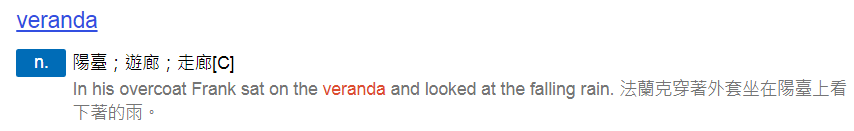 veranda
n. 陽臺；遊廊；走廊[C]
In his overcoat Frank sat on the veranda and looked at the falling rain. 法蘭克穿著外套坐在陽臺上看
下著的雨。